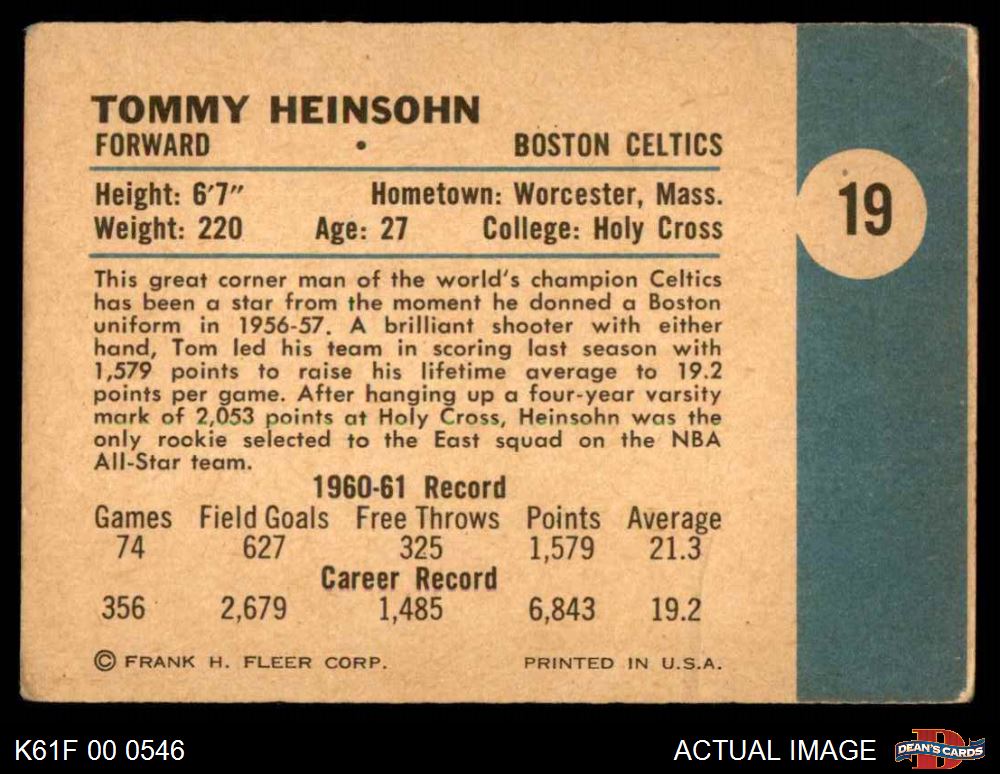 TOMMY HEINSOHN
FORWARD • BOSTON CELTICS
Height: 6'7" Hometown: Worcester, Mass.
Weight: 220 Age: 27 College: Holy Cross
19
This great corner man of the world's champion Celtics
has been a star from the moment he donned a Boston
uniform in 1956-57. A brilliant shooter with either
hand, Tom led his team in scoring last season with
1,579 points to raise his lifetime average to 19.2
points per game. After hanging up a four-year varsity
mark of 2,053 points at Holy Cross, Heinsohn was the
only rookie selected to the East squad on the NBA
All-Star team.
1960-61 Record
Games Field Goals Free Throws Points Average
74 627 325 1,579 21.3
Career Record
356 2,679 1,485 6,843 19.2
© FRANK H. FLEER CORP. PRINTED IN U.S.A.
K61F 00 0546 ACTUAL IMAGE DEAN'S CARDS